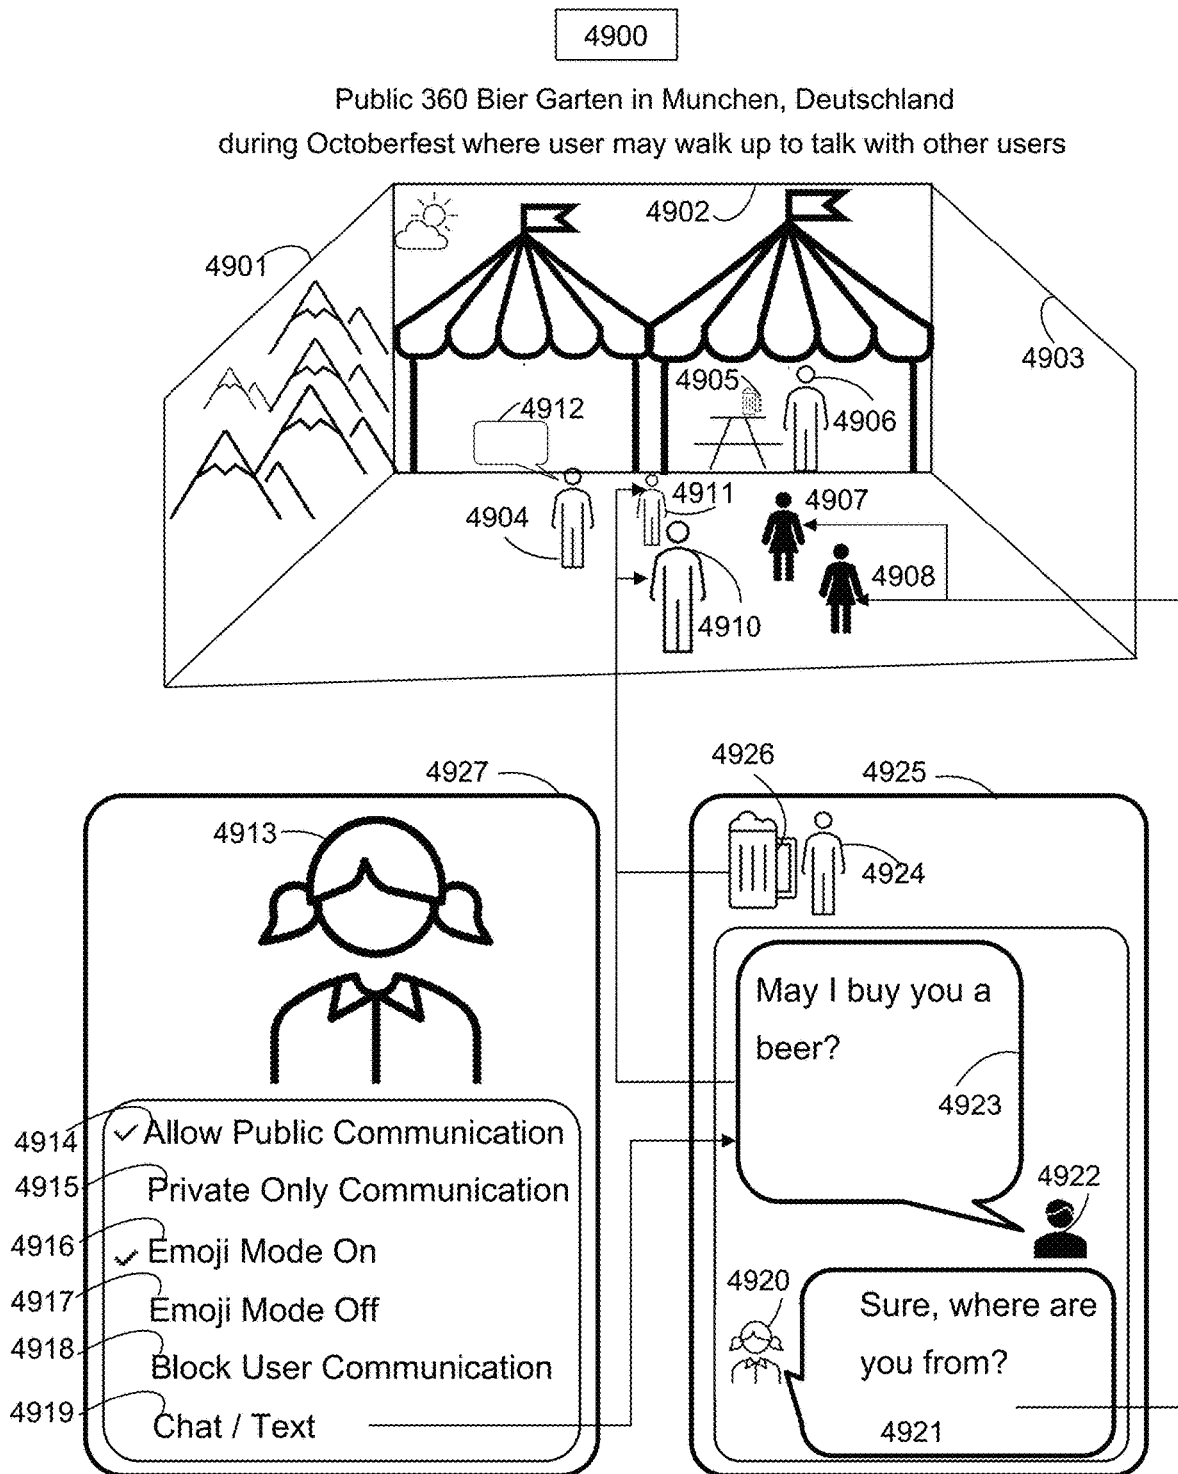 4900
Public 360 Bier Garten in Munchen, Deutschland
during Octoberfest where user may walk up to talk with other users
4902
4901
4903
4905
4912
4906
4911
4907
4904
4908
4910
4926
4927
4925
4913
4924
May I buy you a
beer?
4923
4914
Allow Public Communication
4915
Private Only Communication
4922
4916
Emoji Mode On
4920
4917
Emoji Mode Off
Sure, where are
you from?
4918
Block User Communication
4919
Chat / Text
4921